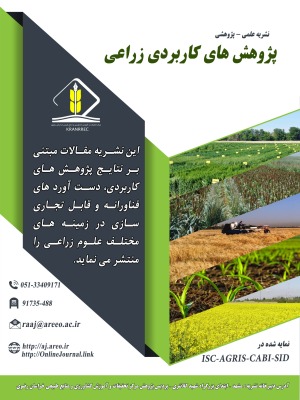 نشریه علمی - پژوهشی
پژوهش های کاربردی زراعی
KRANRREC
این نشریه مقالات مبتنی
بر نتایج پژوهش های
کاربردی، دست آورد های
فناورانه و قابل تجاری
سازی در زمینه های
مختلف علوم زراعی را
منتشر می نماید.
051-33409171
91735-488
raaj@areeo.ac.ir
http://aj.areo.ir
http://OnlineJournal.link
نمایه شده در
ISC-AGRIS-CABI-SID